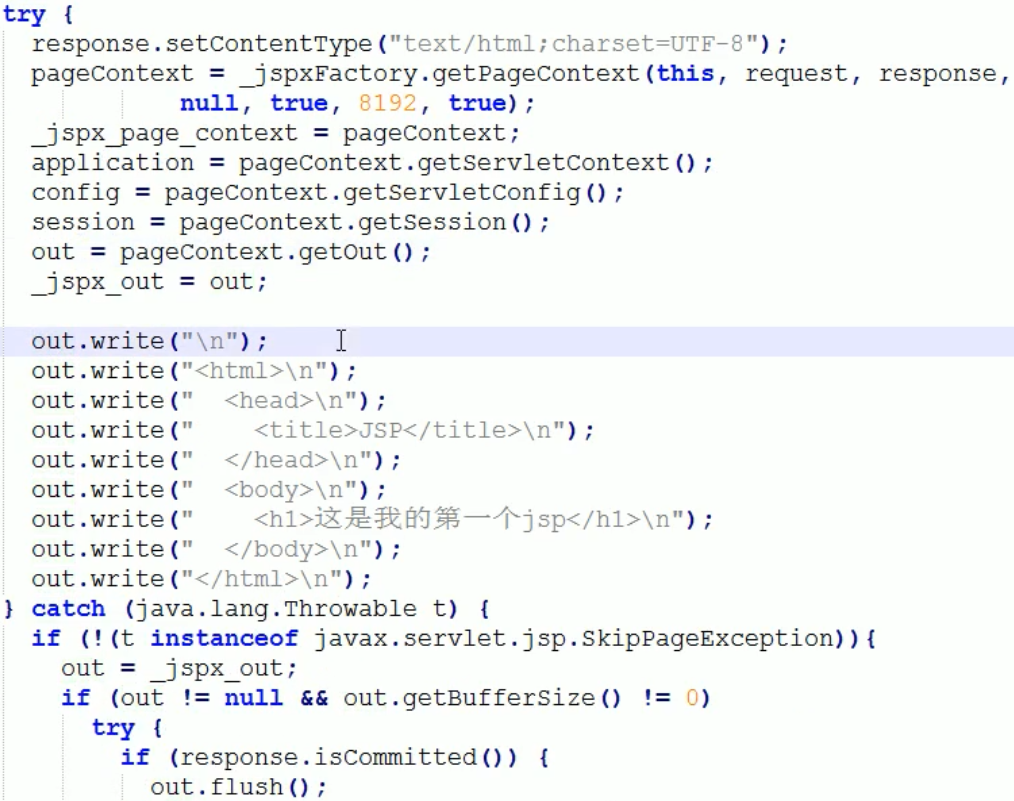 try {
response.setContentType("text/html;charset=UTF-8");
pageContext = _jspxFactory.getPageContext(this, request, response,
null, true, 8192, true);
_jspx_page_context = pageContext;
application = pageContext.getServletContext();
config = pageContext.getServletConfig();
session = pageContext.getSession();
out = pageContext.getOut();
_jspx_out = out;
out.write("\n");
out.write("<html>\n");
out.write("  <head>\n");
out.write("    <title>JSP</title>\n");
out.write("  </head>\n");
out.write("  <body>\n");
out.write("    <h1>这是我的第一个jsp</h1>\n");
out.write("  </body>\n");
out.write("</html>\n");
} catch (java.lang.Throwable t) {
if (!(t instanceof javax.servlet.jsp.SkipPageException)){
out = _jspx_out;
if (out != null && out.getBufferSize() != 0)
try {
if (response.isCommitted()) {
out.flush();